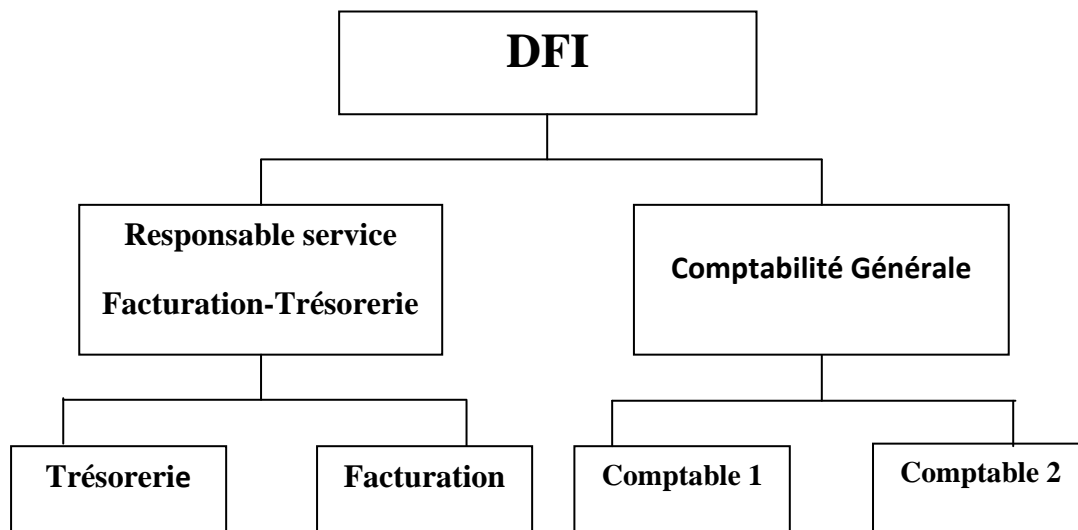 DFI
Responsable service
Facturation-Trésorerie
Comptabilité Générale
Trésorerie
Facturation
Comptable 1
Comptable 2